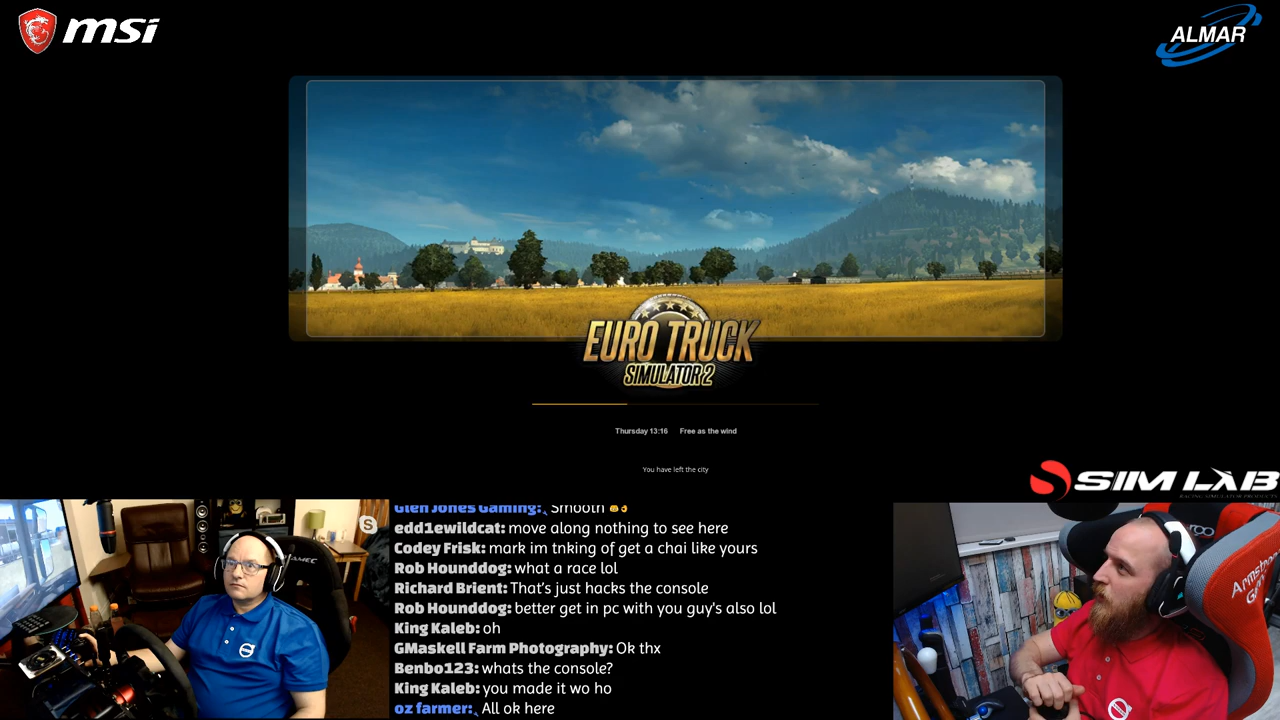 msi
ALMAR
EURO TRUCK
SIMULATOR 2
Thursday 13:16 Free as the wind
You have left the city
SIM LAB
RACING SIMULATOR PRODUCTS
Glen Jones Gaming: Smooth
edd1ewildcat: move along nothing to see here
Codey Frisk: mark im tnking of get a chai like yours
Rob Hounddog: what a race lol
Richard Brient: That's just hacks the console
Rob Hounddog: better get in pc with you guy's also lol
King Kaleb: oh
GMaskell Farm Photography: Ok thx
Benbo123: whats the console?
King Kaleb: you made it wo ho
oz farmer: All ok here